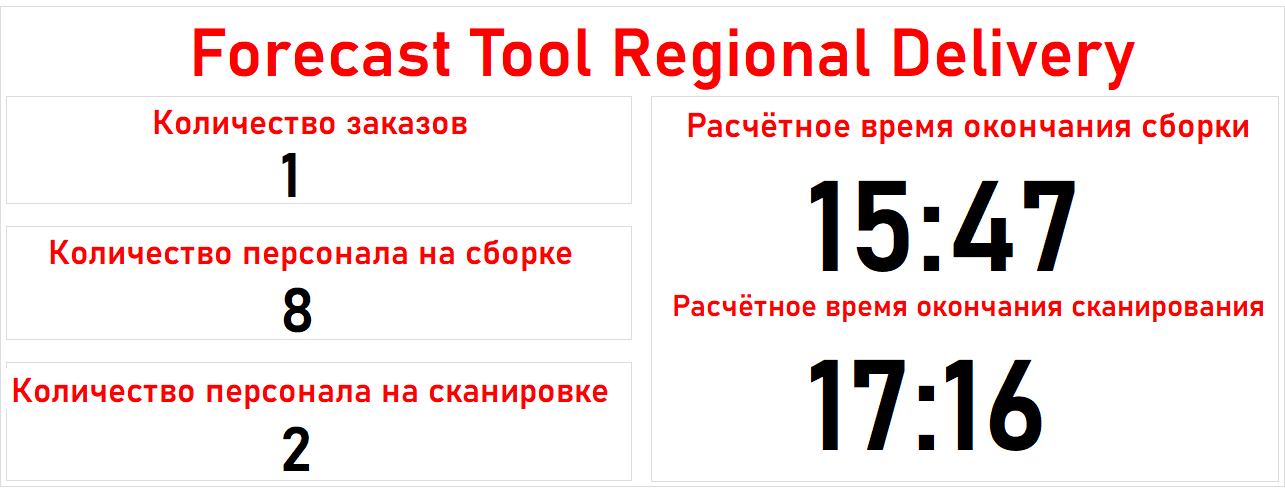 Forecast Tool Regional Delivery
Количество заказов
1
Количество персонала на сборке
8
Количество персонала на сканировке
2
Расчётное время окончания сборки
15:47
Расчётное время окончания сканирования
17:16